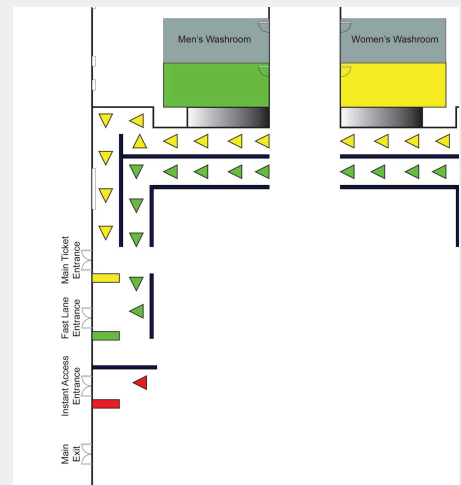 Men's Washroom
Women's Washroom
Main Ticket
Entrance
Fast Lane
Entrance
Instant Access
Entrance
Main
Exit